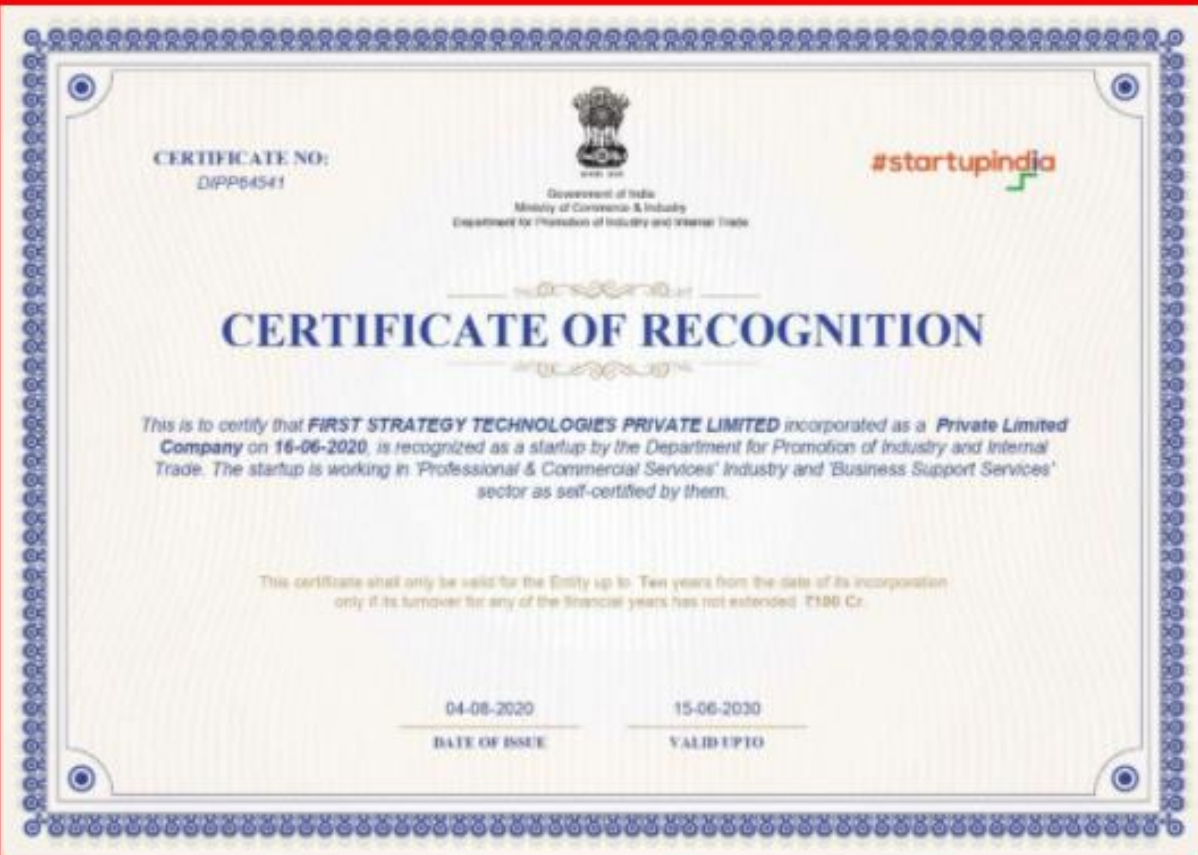 CERTIFICATE NO:
DIPP64541
#startupindia
Government of India
Ministry of Commerce & Industry
Department for Promotion of Industry and Internal Trade
CERTIFICATE OF RECOGNITION
This is to certify that FIRST STRATEGY TECHNOLOGIES PRIVATE LIMITED incorporated as a Private Limited
Company on 16-06-2020, is recognized as a startup by the Department for Promotion of Industry and Internal
Trade. The startup is working in 'Professional & Commercial Services' Industry and 'Business Support Services'
sector as self-certified by them.
This certificate shall only be valid for the Entity up to Ten years from the date of its incorporation
only if its turnover for any of the financial years has not extended ₹100 Cr.
04-08-2020
15-06-2030
DATE OF ISSUE
VALID UPTO